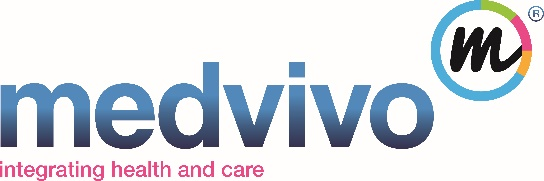 m ®
medvivo
integrating health and care